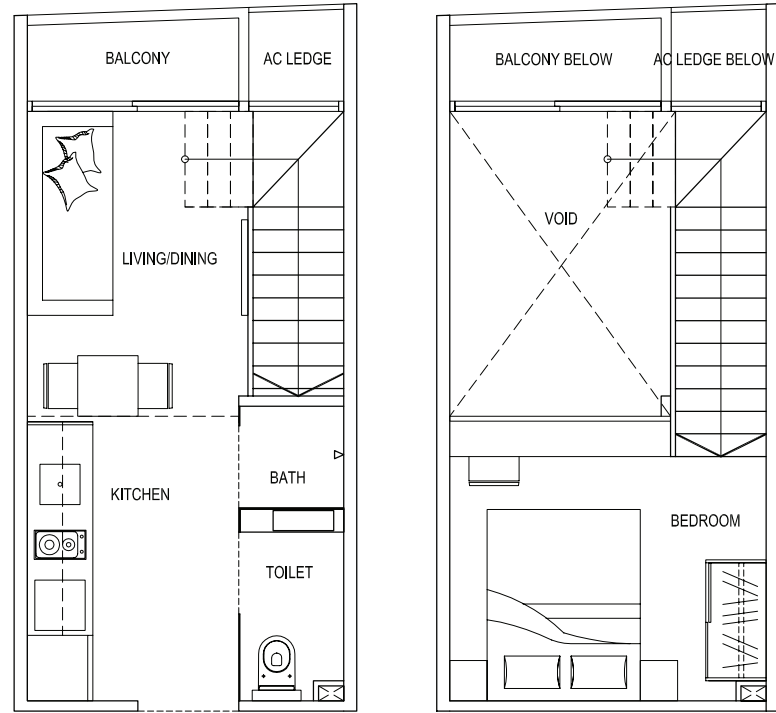 BALCONY
AC LEDGE
LIVING/DINING
KITCHEN
BATH
TOILET
BALCONY BELOW
AC LEDGE BELOW
VOID
BEDROOM